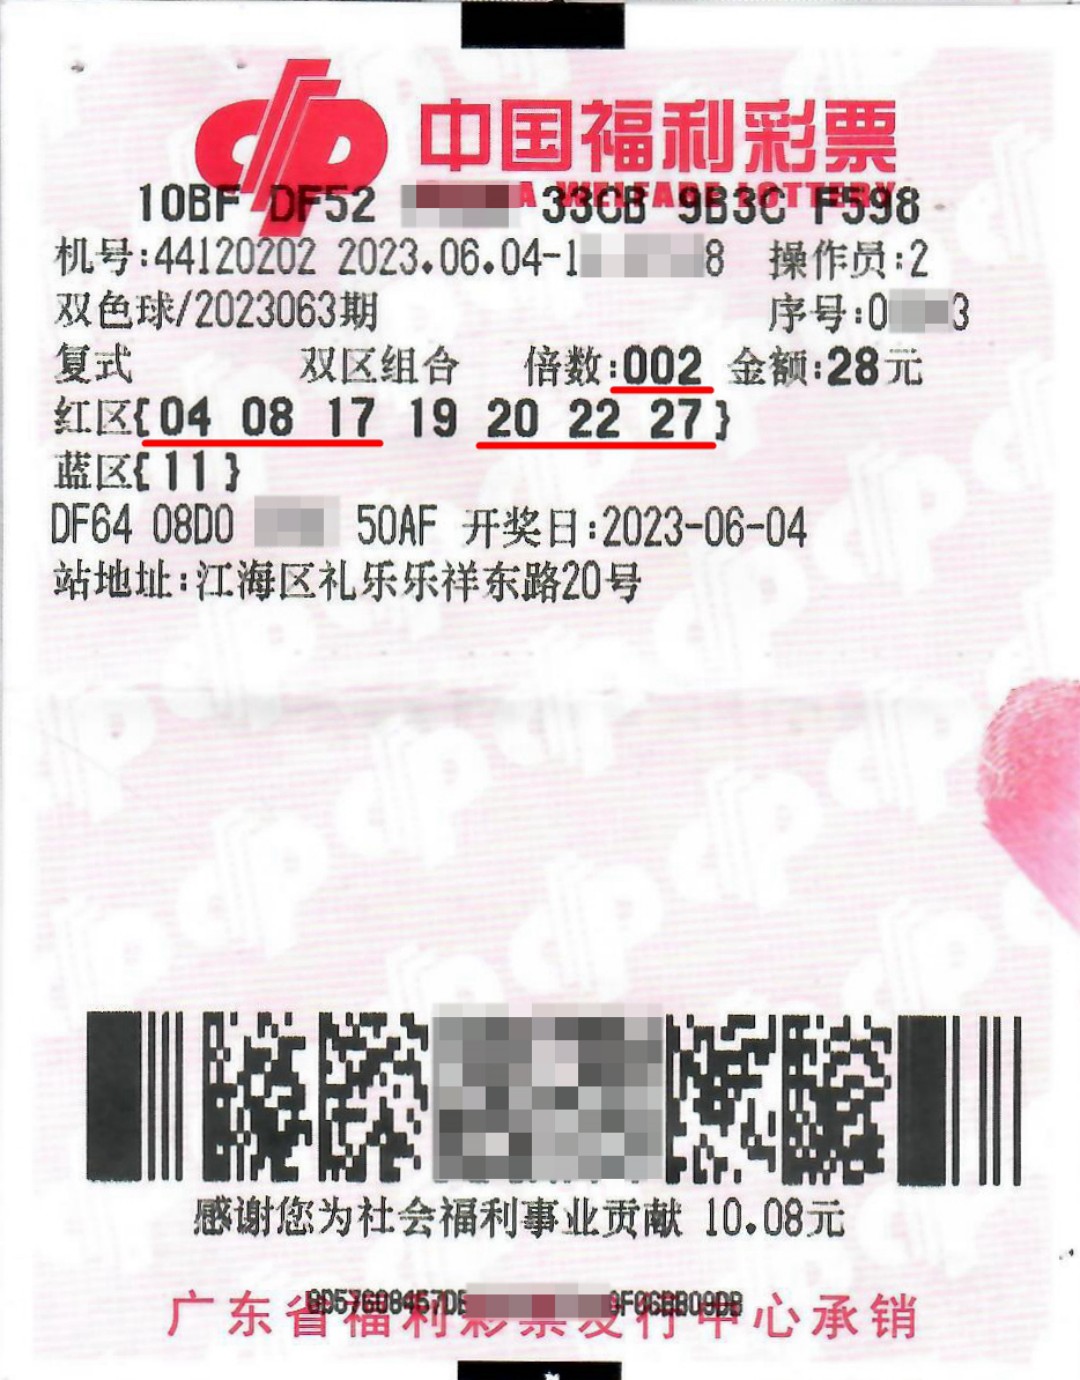 中国福利彩票
A WELFARE LOTTERY
10BF DF52 33CB 9B3C F598
机号:44120202 2023.06.04-1 8 操作员:2
双色球/2023063期 序号:0 3
复式 双区组合 倍数:002 金额:28元
红区{04 08 17 19 20 22 27}
蓝区{11}
DF64 08D0 50AF 开奖日:2023-06-04
站地址:江海区礼乐乐祥东路20号
感谢您为社会福利事业贡献 10.08元
广东省福利彩票发行中心承销